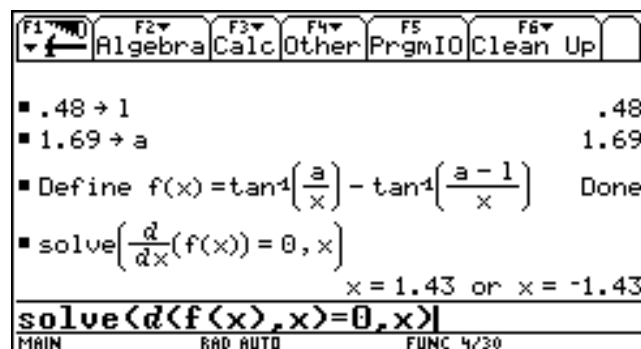 F1 F2 Algebra F3 Calc F4 Other F5 PrgmIO F6 Clean Up
▪ .48 → l .48
▪ 1.69 → a 1.69
▪ Define f(x) = tan⁻¹(a/x) − tan⁻¹((a − l)/x) Done
▪ solve(d/dx(f(x)) = 0, x)
x = 1.43 or x = ⁻1.43
solve(d(f(x),x)=0,x)
MAIN RAD AUTO FUNC 4/30